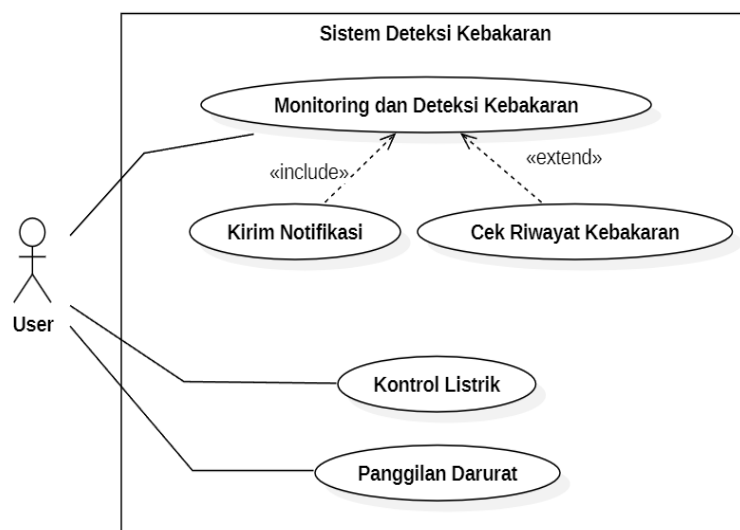 Sistem Deteksi Kebakaran
Monitoring dan Deteksi Kebakaran
«include»
«extend»
Kirim Notifikasi
Cek Riwayat Kebakaran
User
Kontrol Listrik
Panggilan Darurat